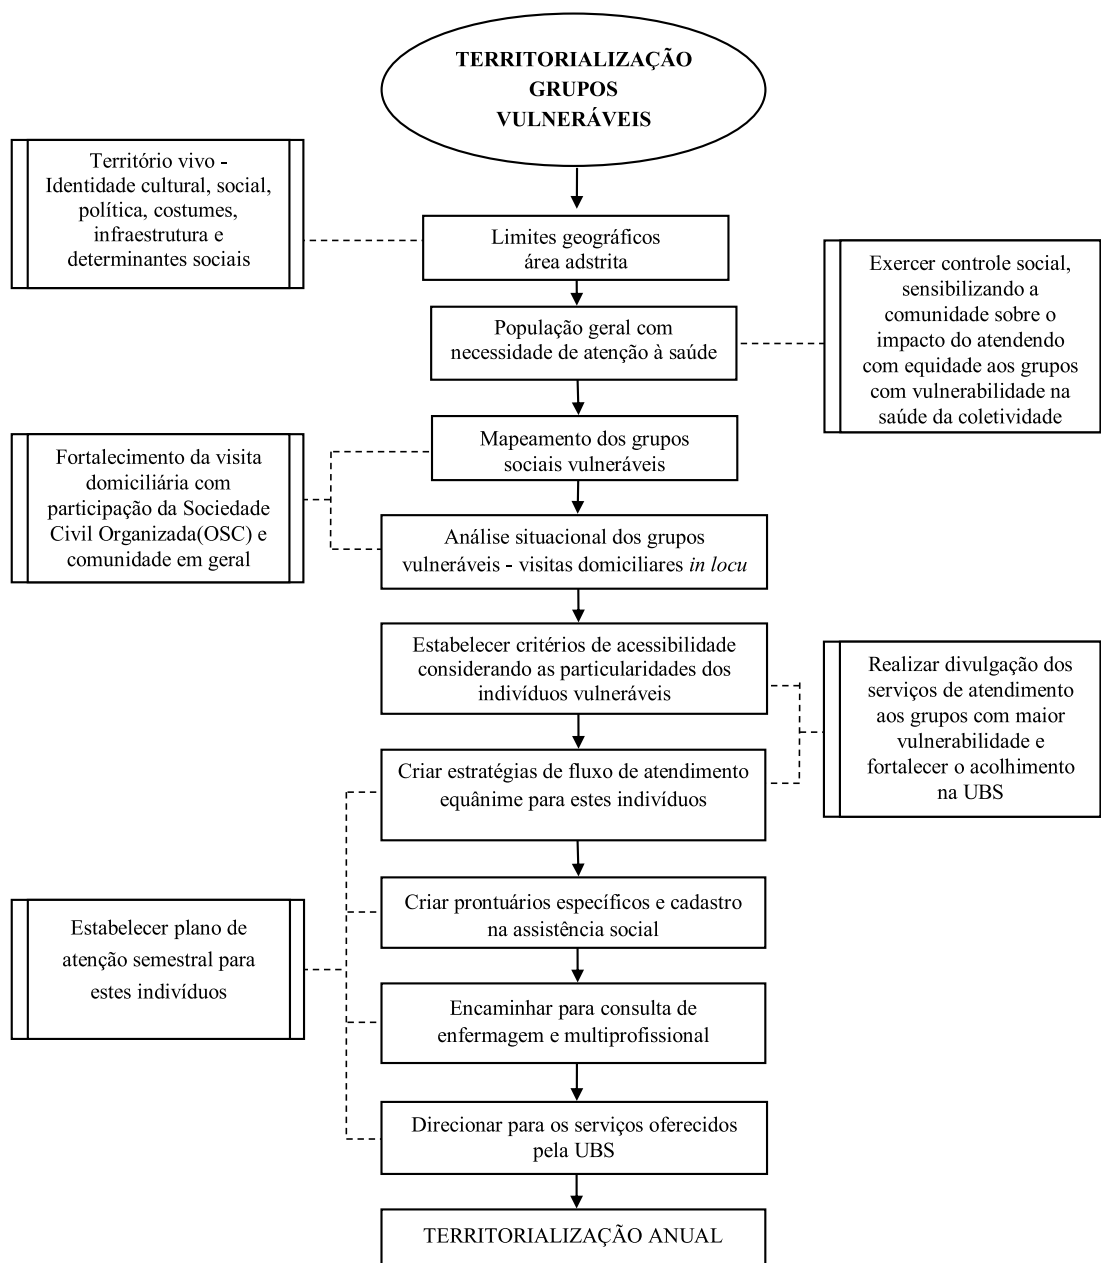 TERRITORIALIZAÇÃO
GRUPOS
VULNERÁVEIS
Território vivo -
Identidade cultural, social,
política, costumes,
infraestrutura e
determinantes sociais
Limites geográficos
área adstrita
Exercer controle social,
sensibilizando a
comunidade sobre o
impacto do atendendo
com equidade aos grupos
com vulnerabilidade na
saúde da coletividade
População geral com
necessidade de atenção à saúde
Mapeamento dos grupos
sociais vulneráveis
Fortalecimento da visita
domiciliária com
participação da Sociedade
Civil Organizada(OSC) e
comunidade em geral
Análise situacional dos grupos
vulneráveis - visitas domiciliares in locu
Estabelecer critérios de acessibilidade
considerando as particularidades dos
indivíduos vulneráveis
Realizar divulgação dos
serviços de atendimento
aos grupos com maior
vulnerabilidade e
fortalecer o acolhimento
na UBS
Criar estratégias de fluxo de atendimento
equânime para estes indivíduos
Criar prontuários específicos e cadastro
na assistência social
Estabelecer plano de
atenção semestral para
estes indivíduos
Encaminhar para consulta de
enfermagem e multiprofissional
Direcionar para os serviços oferecidos
pela UBS
TERRITORIALIZAÇÃO ANUAL